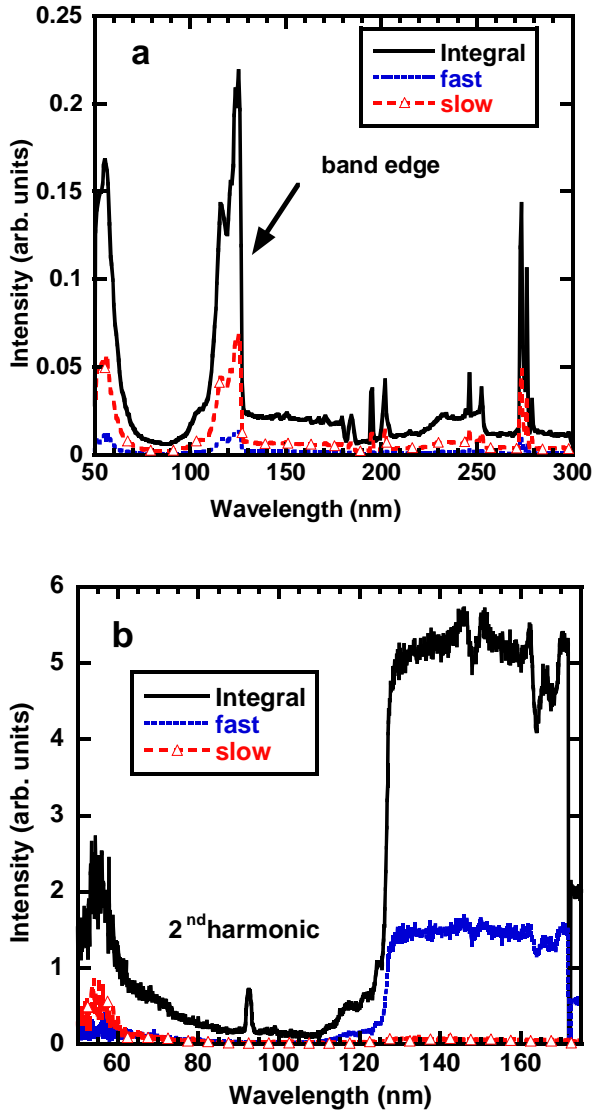 0.25
0.2
0.15
0.1
0.05
0
a
Integral
fast
slow
band edge
Intensity (arb. units)
50 100 150 200 250 300
Wavelength (nm)
6
5
4
3
2
1
0
b
Integral
fast
slow
2nd harmonic
Intensity (arb. units)
60 80 100 120 140 160
Wavelength (nm)